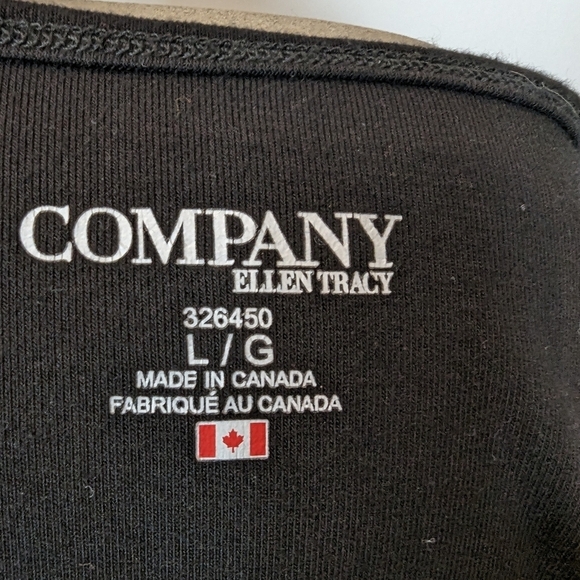 COMPANY
ELLEN TRACY
326450
L / G
MADE IN CANADA
FABRIQUÉ AU CANADA